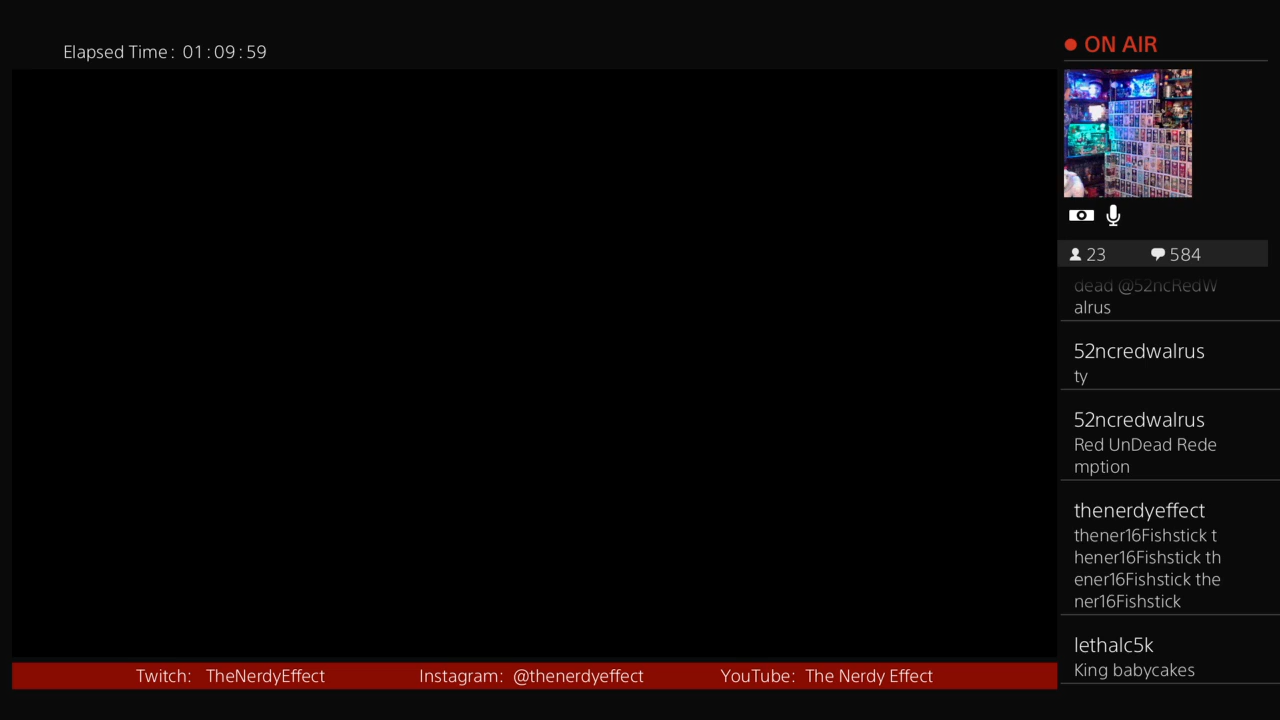 Elapsed Time: 01:09:59
ON AIR
23 584
dead @52ncRedW
alrus
52ncredwalrus
ty
52ncredwalrus
Red UnDead Rede
mption
thenerdyeffect
thener16Fishstick t
hener16Fishstick th
ener16Fishstick the
ner16Fishstick
lethalc5k
King babycakes
Twitch: TheNerdyEffect Instagram: @thenerdyeffect YouTube: The Nerdy Effect